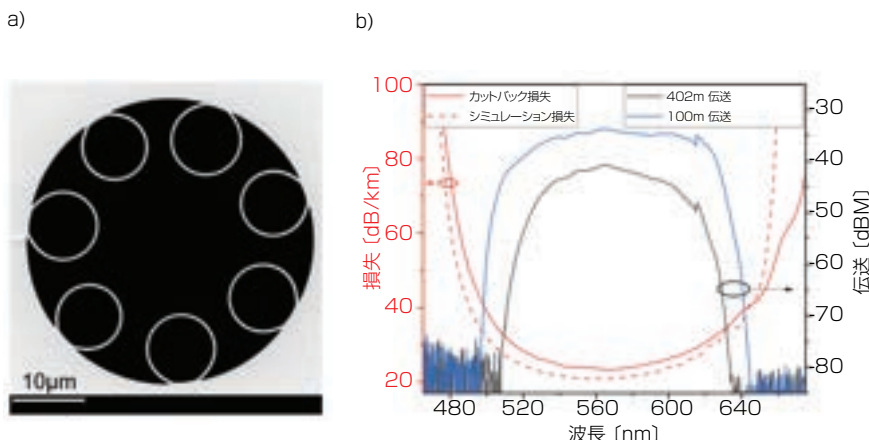 a)
10μm
b)
カットバック損失
シミュレーション損失
402m 伝送
100m 伝送
100
80
60
40
20
損失〔dB/km〕
-30
-40
-50
-60
-70
-80
伝送〔dBM〕
480
520
560
600
640
波長〔nm〕